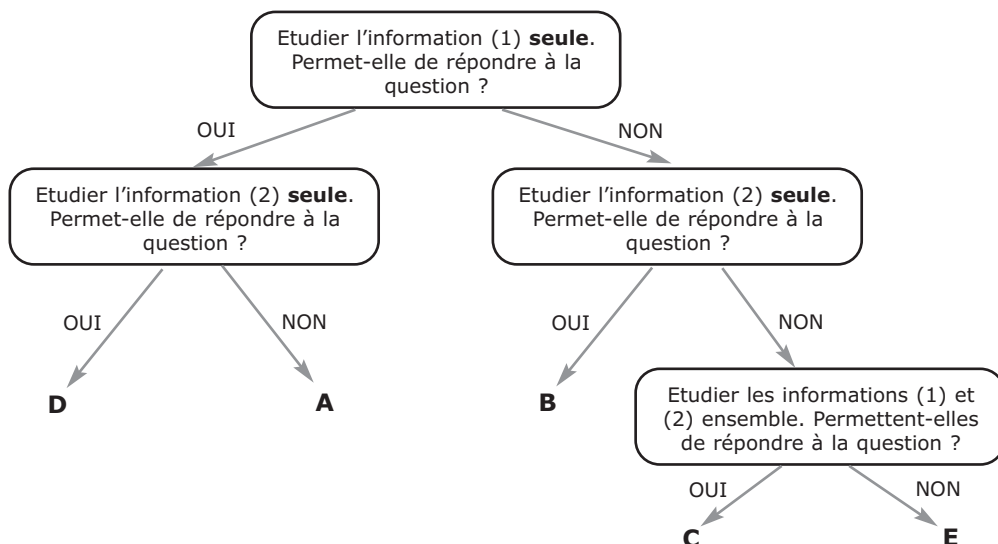 Etudier l’information (1) seule.
Permet-elle de répondre à la
question ?
OUI
NON
Etudier l’information (2) seule.
Permet-elle de répondre à la
question ?
Etudier l’information (2) seule.
Permet-elle de répondre à la
question ?
OUI
NON
OUI
NON
D
A
B
Etudier les informations (1) et
(2) ensemble. Permettent-elles
de répondre à la question ?
OUI
NON
C
E